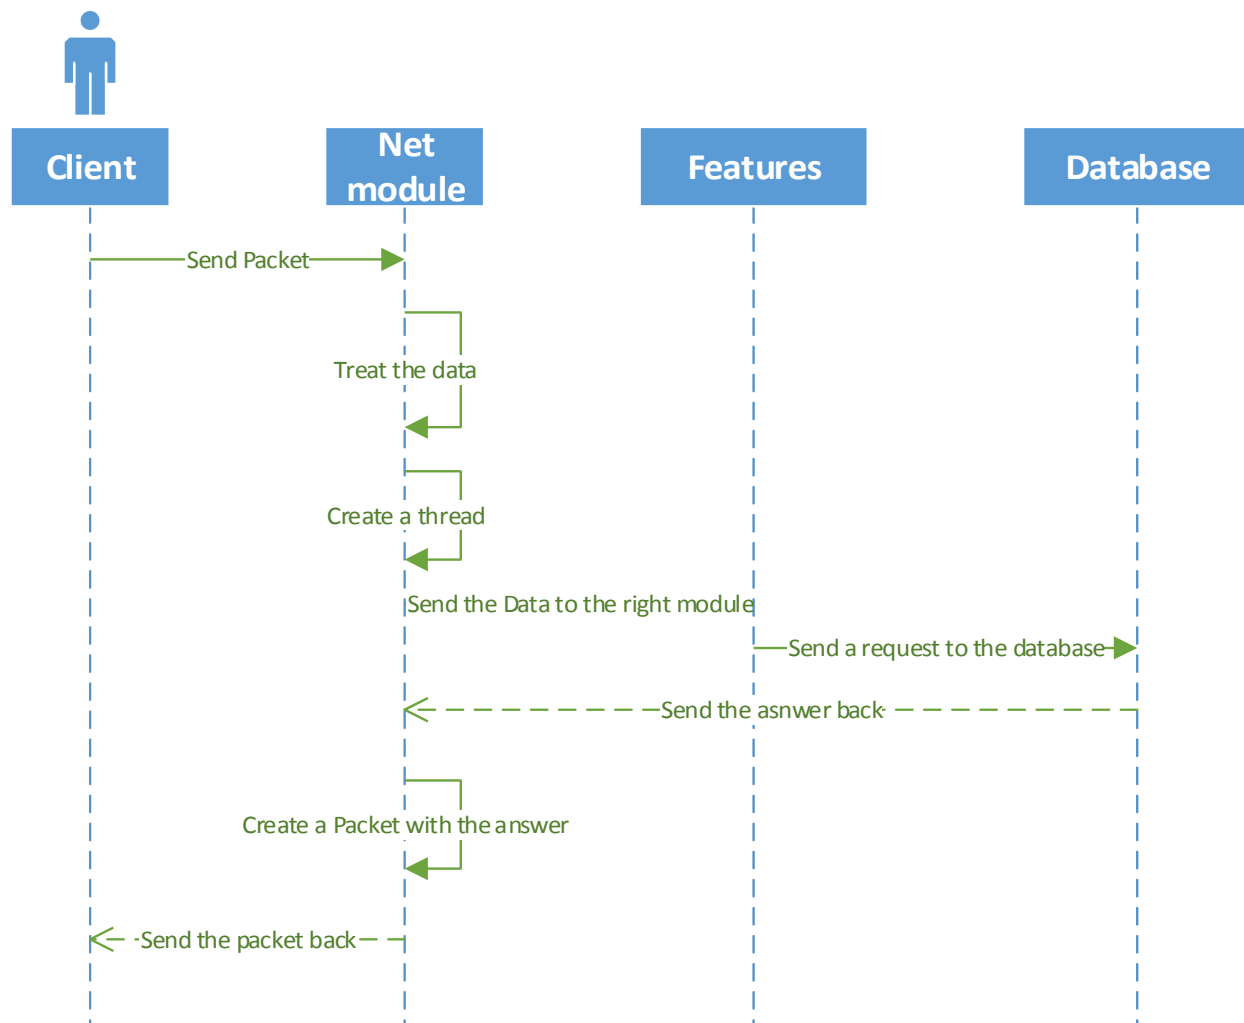 Client
Net
module
Features
Database
Send Packet
Treat the data
Create a thread
Send the Data to the right module
Send a request to the database
Send the asnwer back
Create a Packet with the answer
Send the packet back